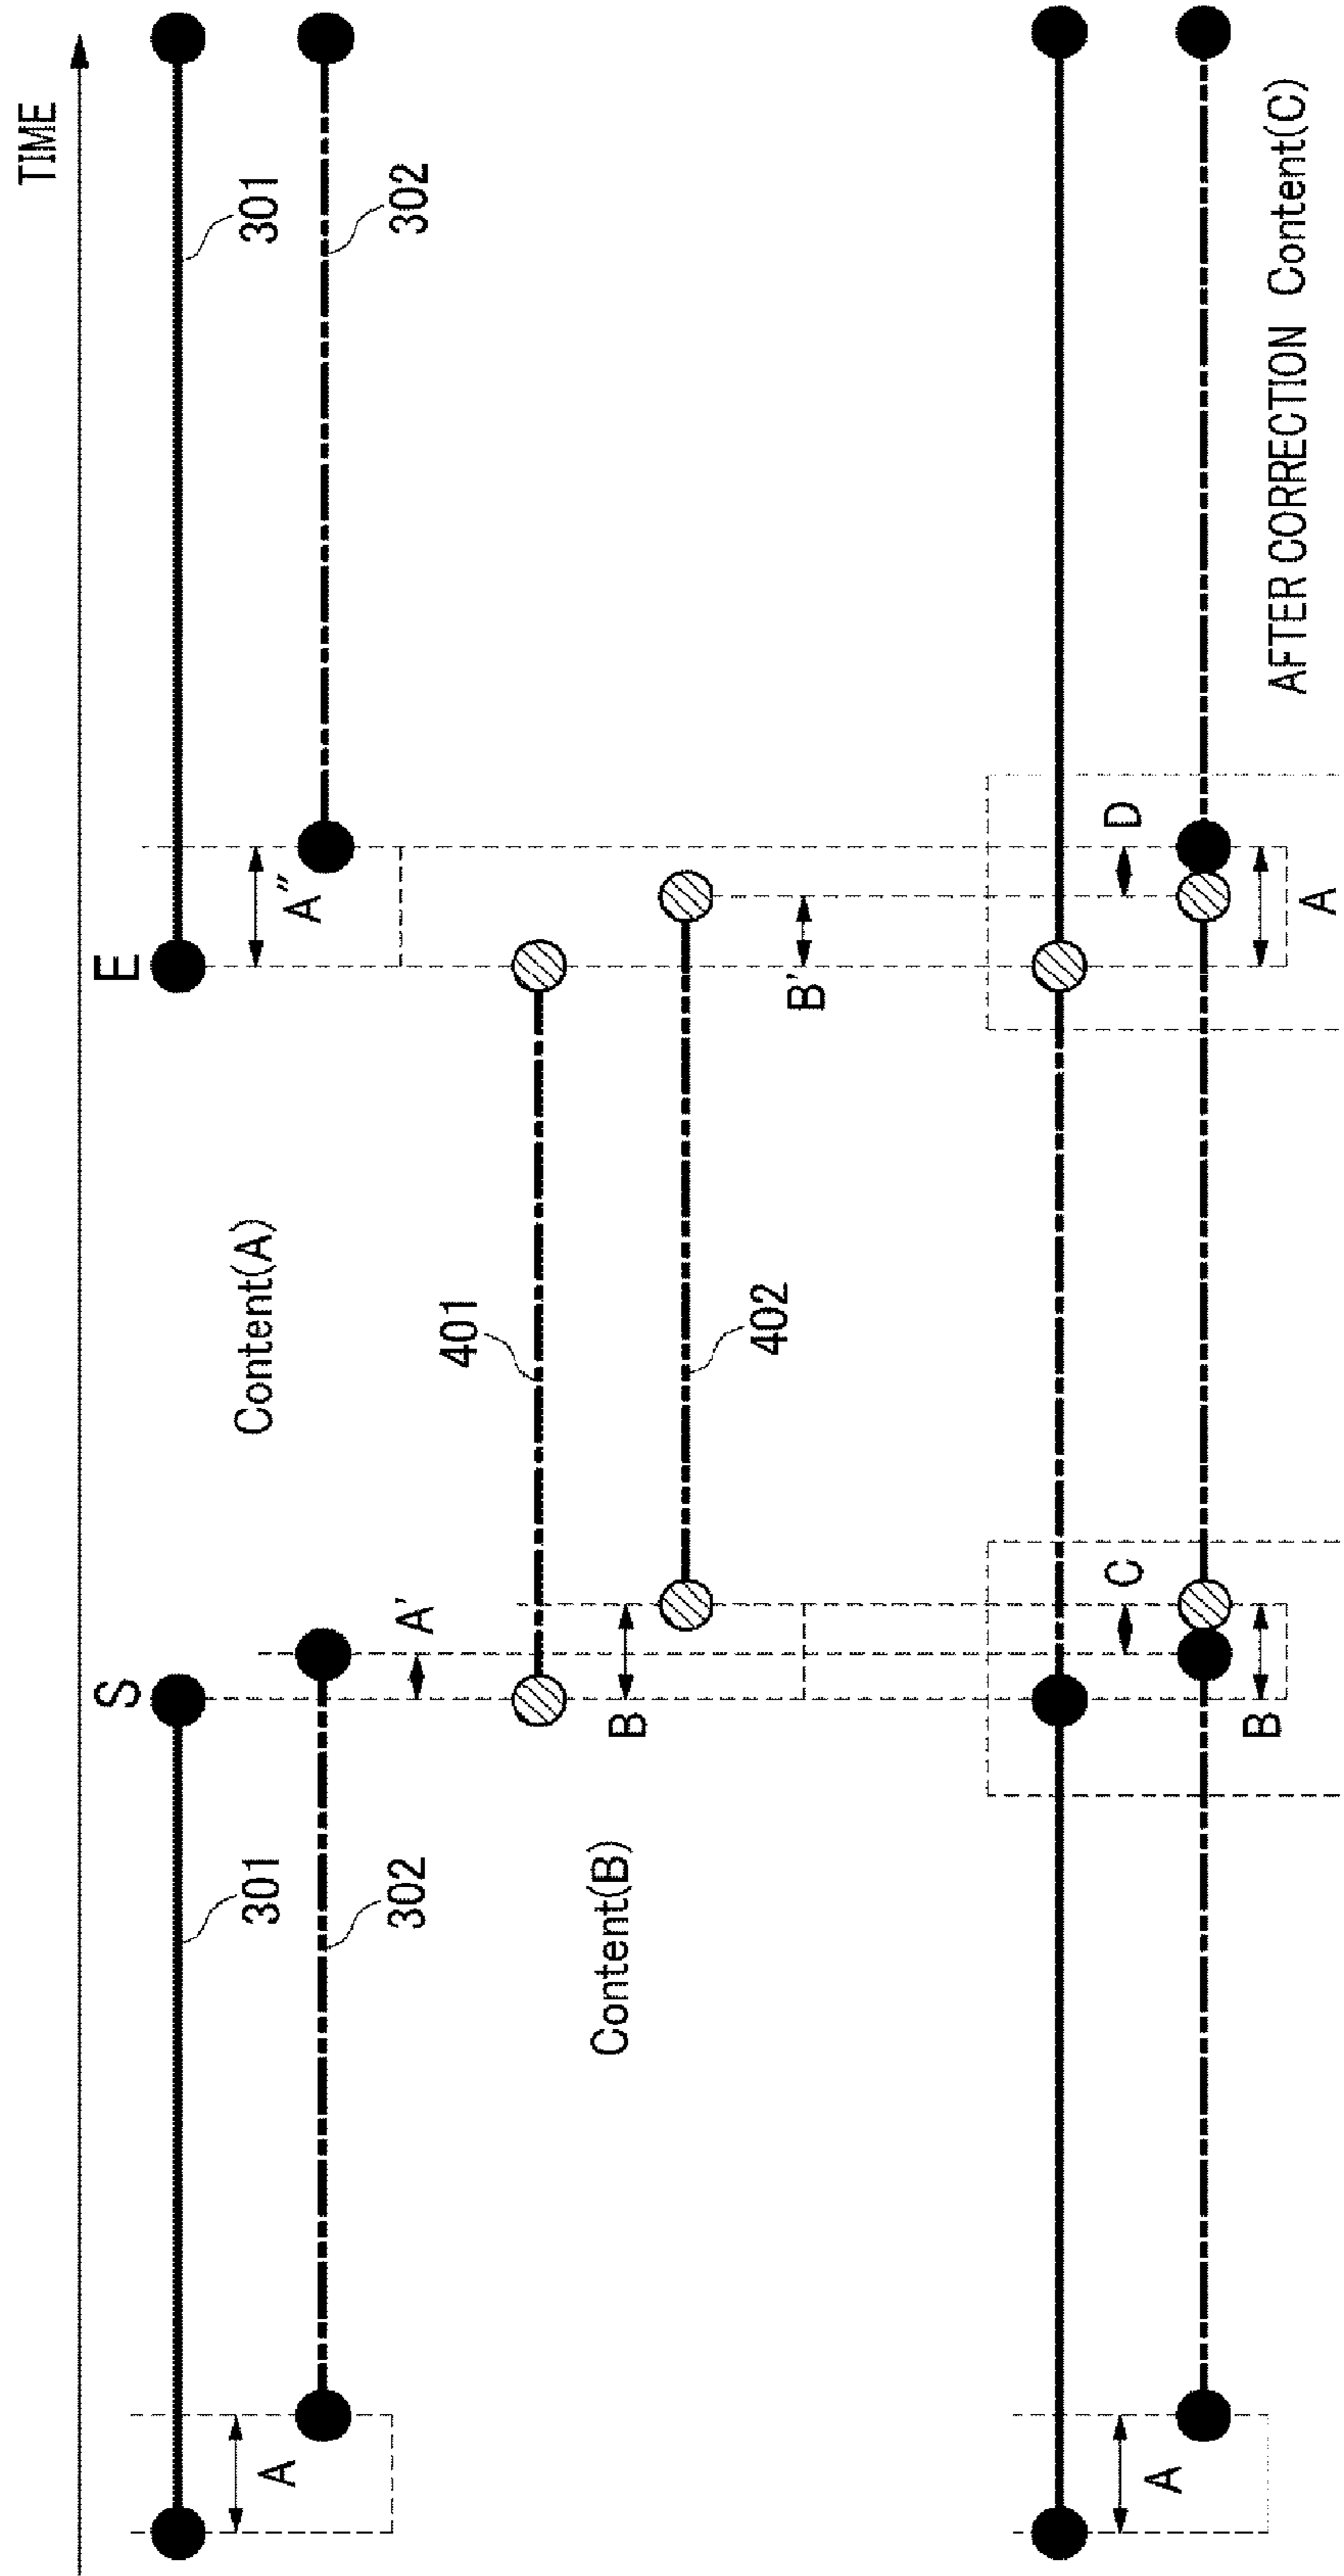 TIME
S
E
301
302
A
A'
A″
301
302
Content(A)
401
402
B
B'
Content(B)
A
B
C
D
A
AFTER CORRECTION Content(C)